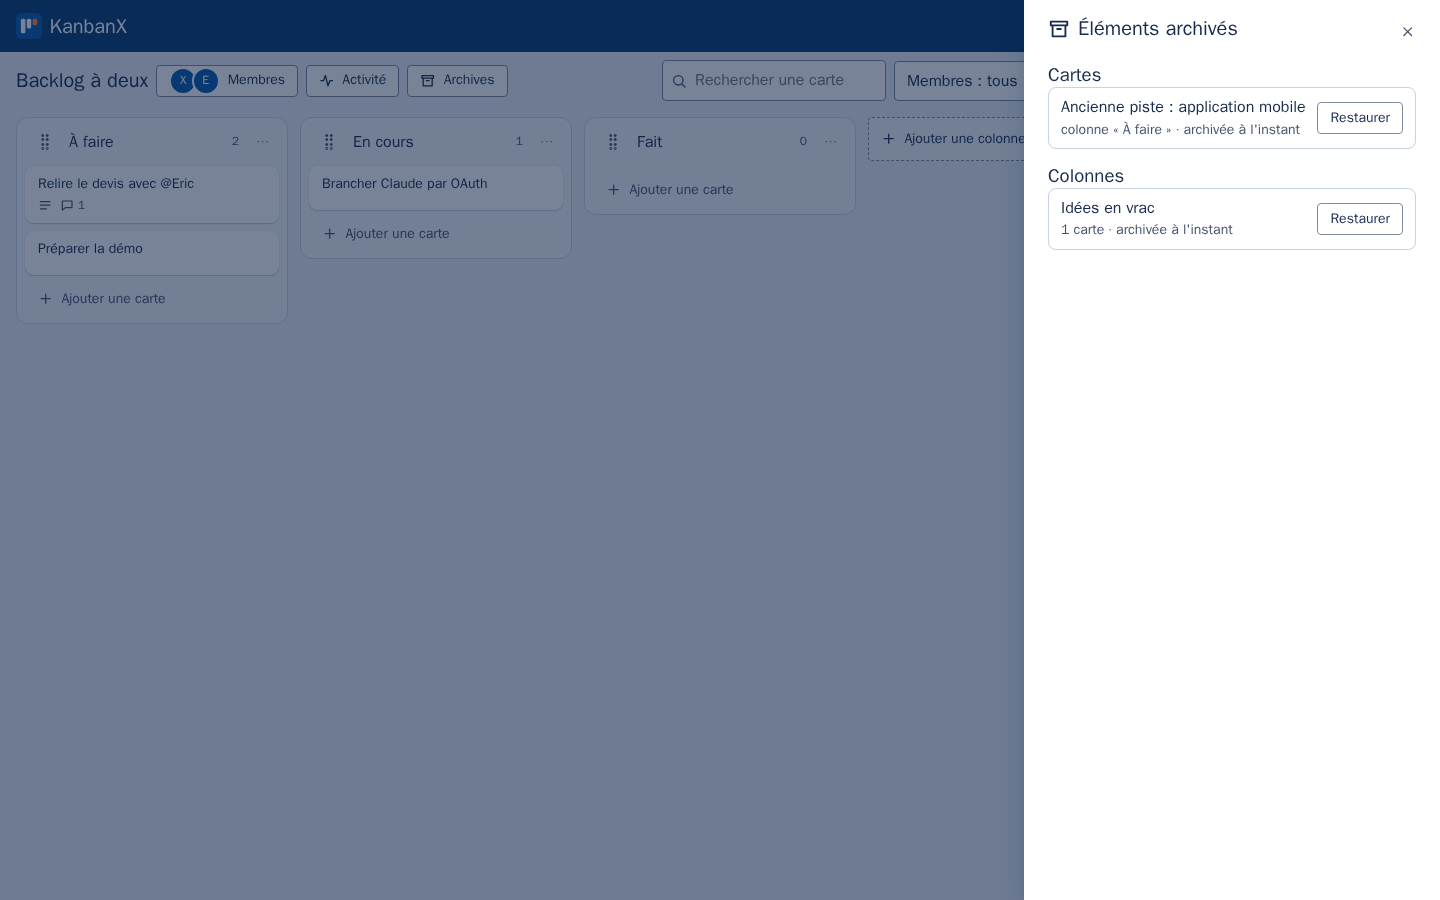 KanbanX
Backlog à deux
X E Membres
Activité
Archives
Rechercher une carte
Membres : tous
À faire 2 ···
Relire le devis avec @Eric
1
Préparer la démo
Ajouter une carte
En cours 1 ···
Brancher Claude par OAuth
Ajouter une carte
Fait 0 ···
Ajouter une carte
Ajouter une colonne
Éléments archivés
Cartes
Ancienne piste : application mobile
colonne « À faire » · archivée à l'instant
Restaurer
Colonnes
Idées en vrac
1 carte · archivée à l'instant
Restaurer